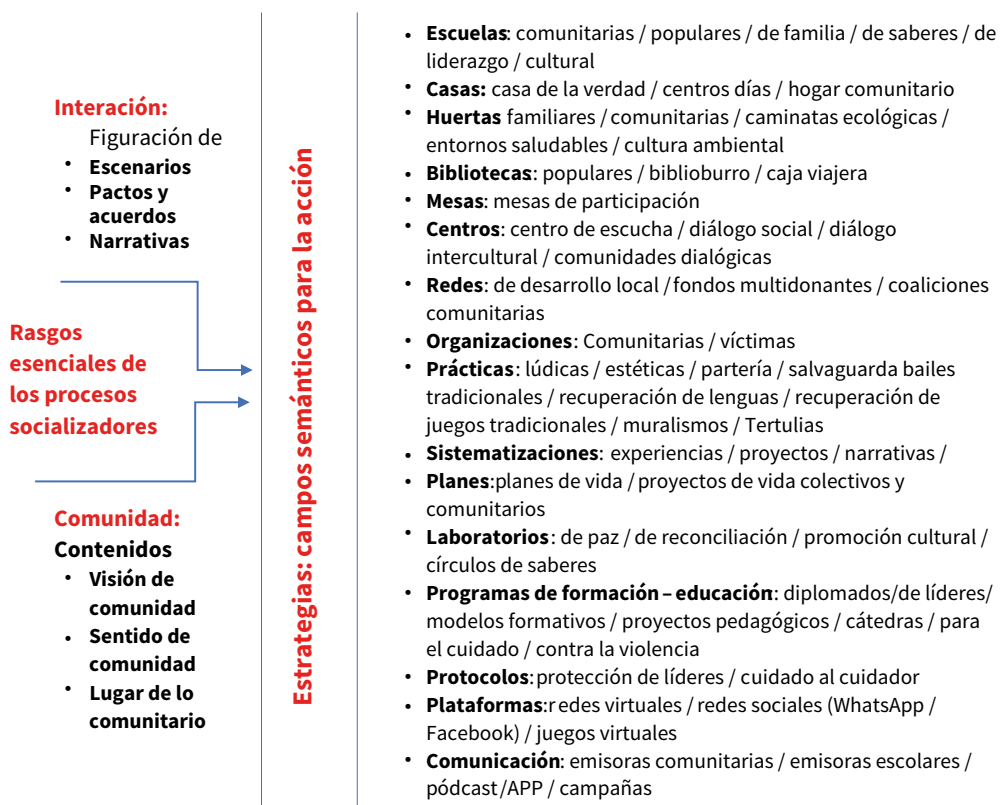 Interación:
Figuración de
• Escenarios
• Pactos y
acuerdos
• Narrativas
Rasgos
esenciales de
los procesos
socializadores
Comunidad:
Contenidos
• Visión de
comunidad
• Sentido de
comunidad
• Lugar de lo
comunitario
Estrategias: campos semánticos para la acción
• Escuelas: comunitarias / populares / de familia / de saberes / de
liderazgo / cultural
• Casas: casa de la verdad / centros días / hogar comunitario
• Huertas familiares / comunitarias / caminatas ecológicas /
entornos saludables / cultura ambiental
• Bibliotecas: populares / biblioburro / caja viajera
• Mesas: mesas de participación
• Centros: centro de escucha / diálogo social / diálogo
intercultural / comunidades dialógicas
• Redes: de desarrollo local / fondos multidonantes / coaliciones
comunitarias
• Organizaciones: Comunitarias / víctimas
• Prácticas: lúdicas / estéticas / partería / salvaguarda bailes
tradicionales / recuperación de lenguas / recuperación de
juegos tradicionales / muralismos / Tertulias
• Sistematizaciones: experiencias / proyectos / narrativas /
• Planes:planes de vida / proyectos de vida colectivos y
comunitarios
• Laboratorios: de paz / de reconciliación / promoción cultural /
círculos de saberes
• Programas de formación – educación: diplomados/de líderes/
modelos formativos / proyectos pedagógicos / cátedras / para
el cuidado / contra la violencia
• Protocolos:protección de líderes / cuidado al cuidador
• Plataformas:redes virtuales / redes sociales (WhatsApp /
Facebook) / juegos virtuales
• Comunicación: emisoras comunitarias / emisoras escolares /
pódcast/APP / campañas